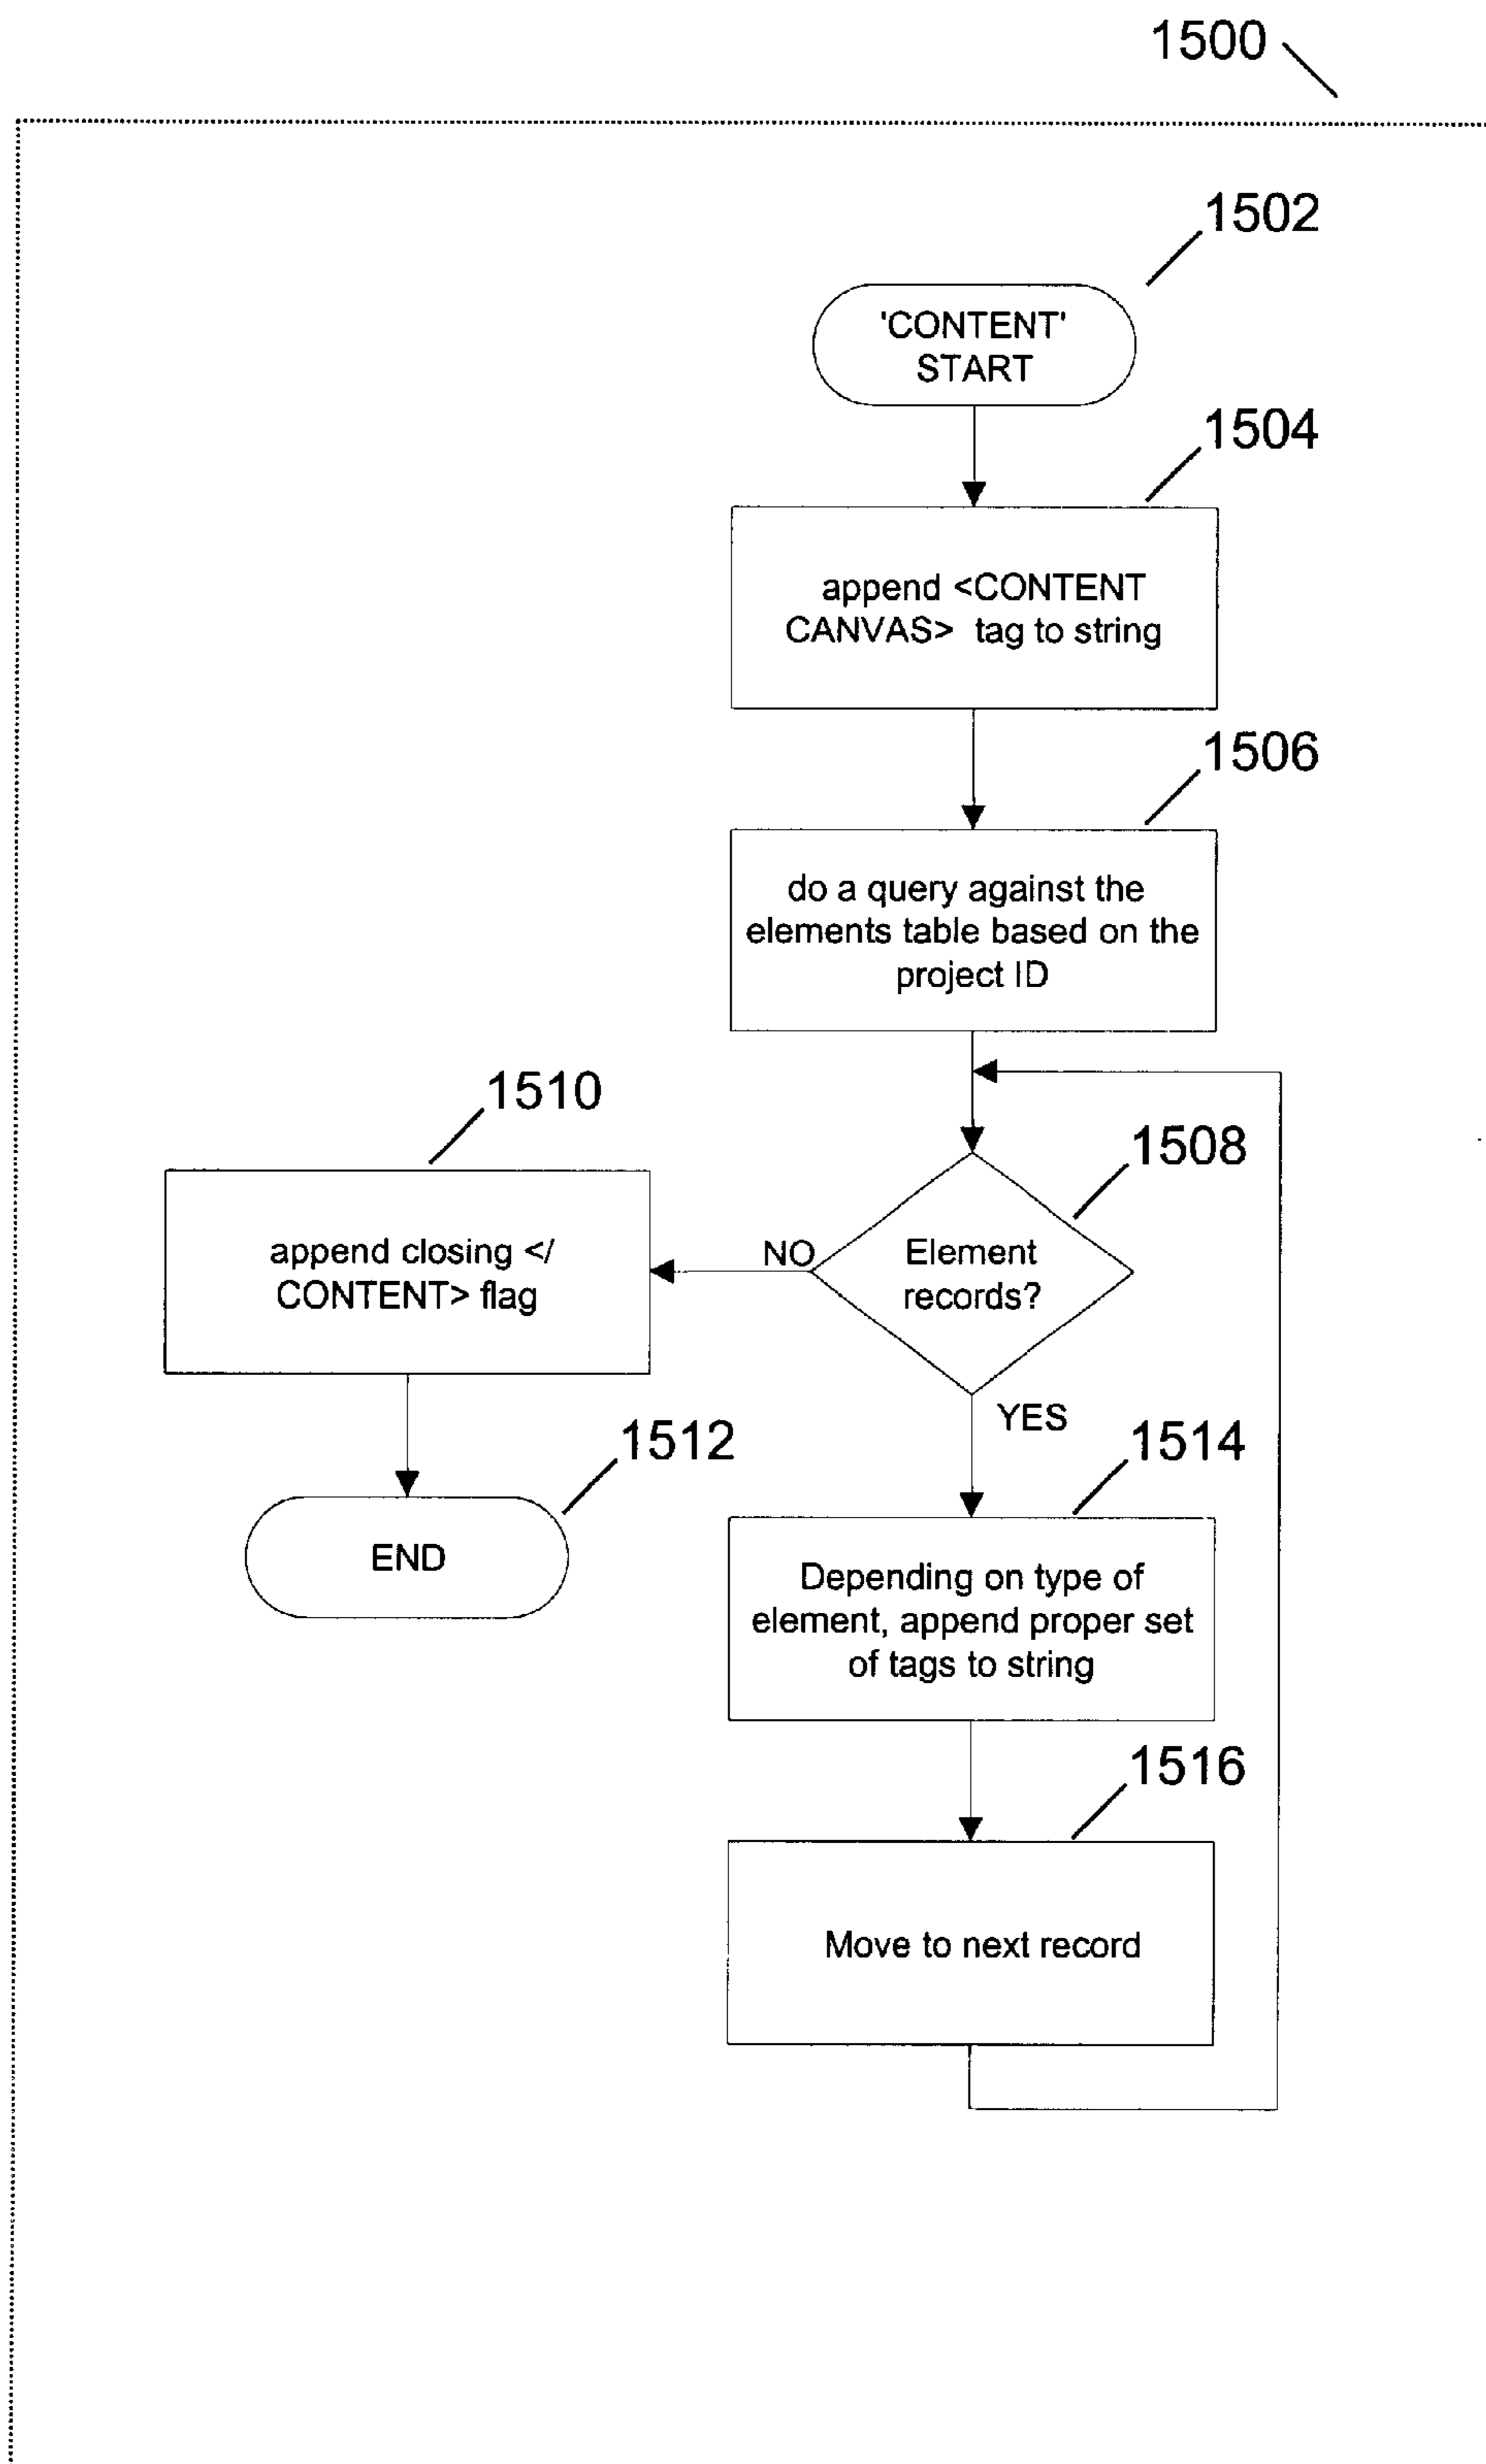 1500
1502
'CONTENT'
START
1504
append <CONTENT
CANVAS> tag to string
1506
do a query against the
elements table based on the
project ID
1510
1508
append closing </
CONTENT> flag
NO
Element
records?
YES
1512
1514
END
Depending on type of
element, append proper set
of tags to string
1516
Move to next record